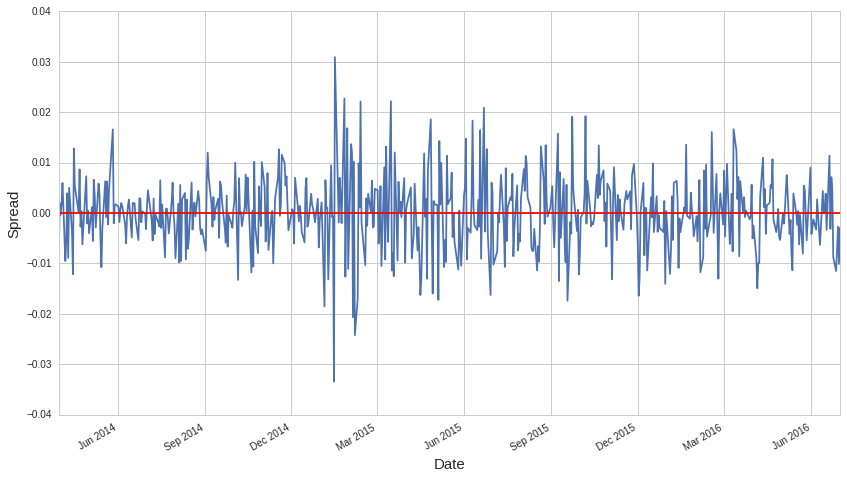 0.04
0.03
0.02
0.01
0.00
−0.01
−0.02
−0.03
−0.04
Spread
Jun 2014
Sep 2014
Dec 2014
Mar 2015
Jun 2015
Sep 2015
Dec 2015
Mar 2016
Jun 2016
Date